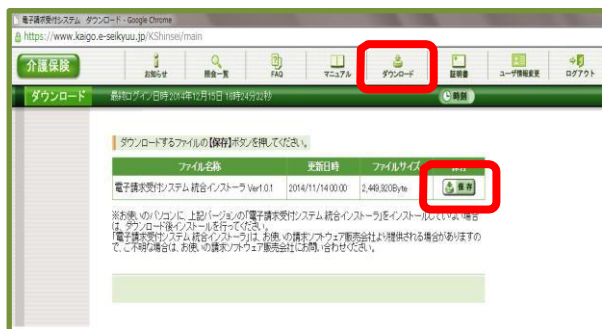 電子請求受付システム ダウンロード - Google Chrome
https://www.kaigo.e-seikyuu.jp/KShinsei/main
介護保険
お知らせ
照会一覧
FAQ
マニュアル
ダウンロード
証明書
ユーザ情報変更
ログアウト
ダウンロード
最終ログイン日時 2014年12月15日 16時24分32秒
時刻
ダウンロードするファイルの【保存】ボタンを押してください。
ファイル名称 更新日時 ファイルサイズ
電子請求受付システム 統合インストーラ Ver1.0.1 2014/11/14 00:00 2,449,920Byte 保存
※お使いのパソコンに、上記バージョンの「電子請求受付システム 統合インストーラ」をインストールしていない場合
は、ダウンロード後インストールを行ってください。
「電子請求受付システム 統合インストーラ」は、お使いの請求ソフトウェア販売会社より提供される場合がありますの
で、ご不明な場合は、お使いの請求ソフトウェア販売会社にお問い合わせください。